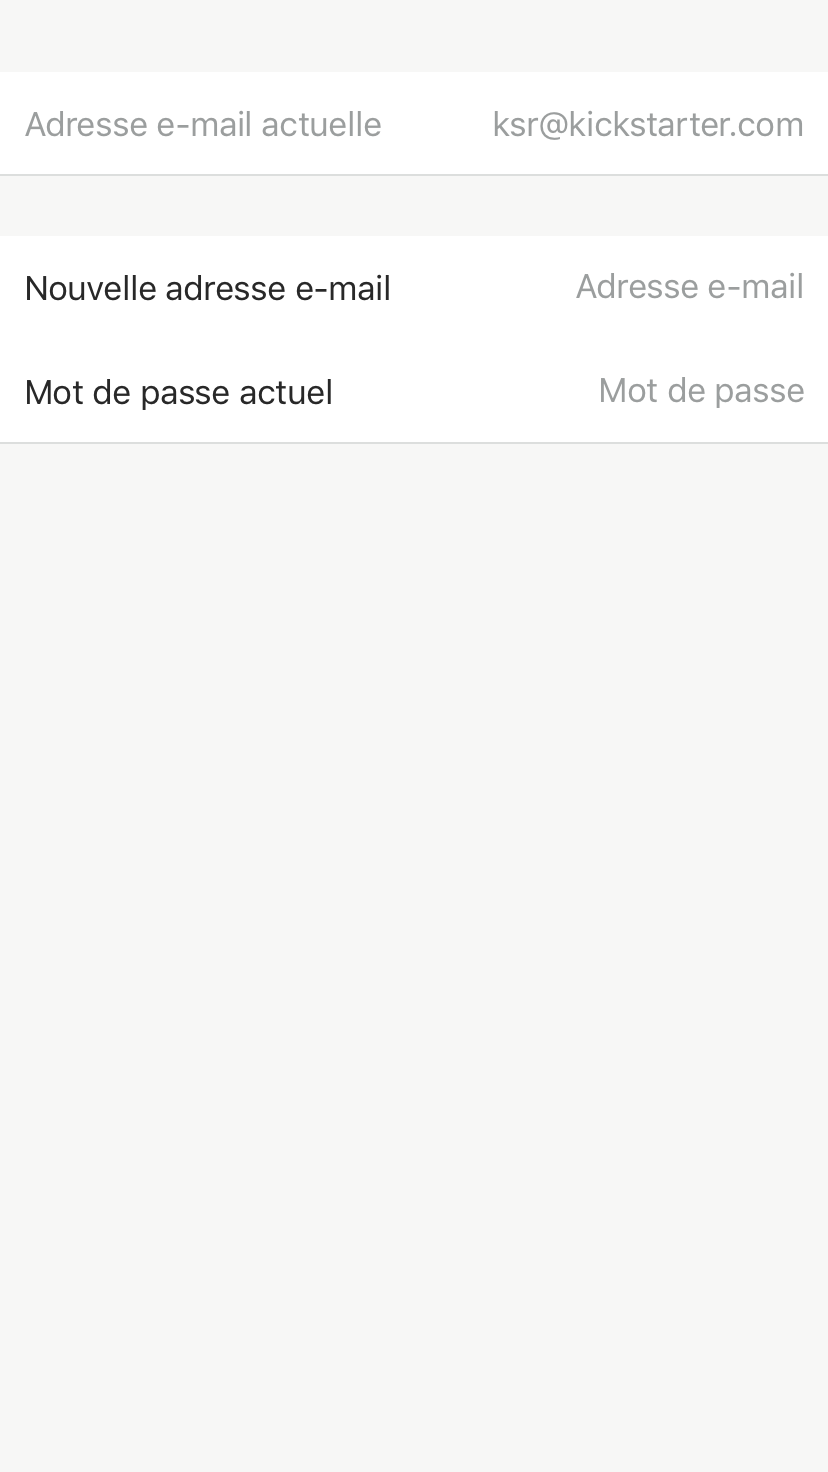 Adresse e-mail actuelle ksr@kickstarter.com
Nouvelle adresse e-mail Adresse e-mail
Mot de passe actuel Mot de passe